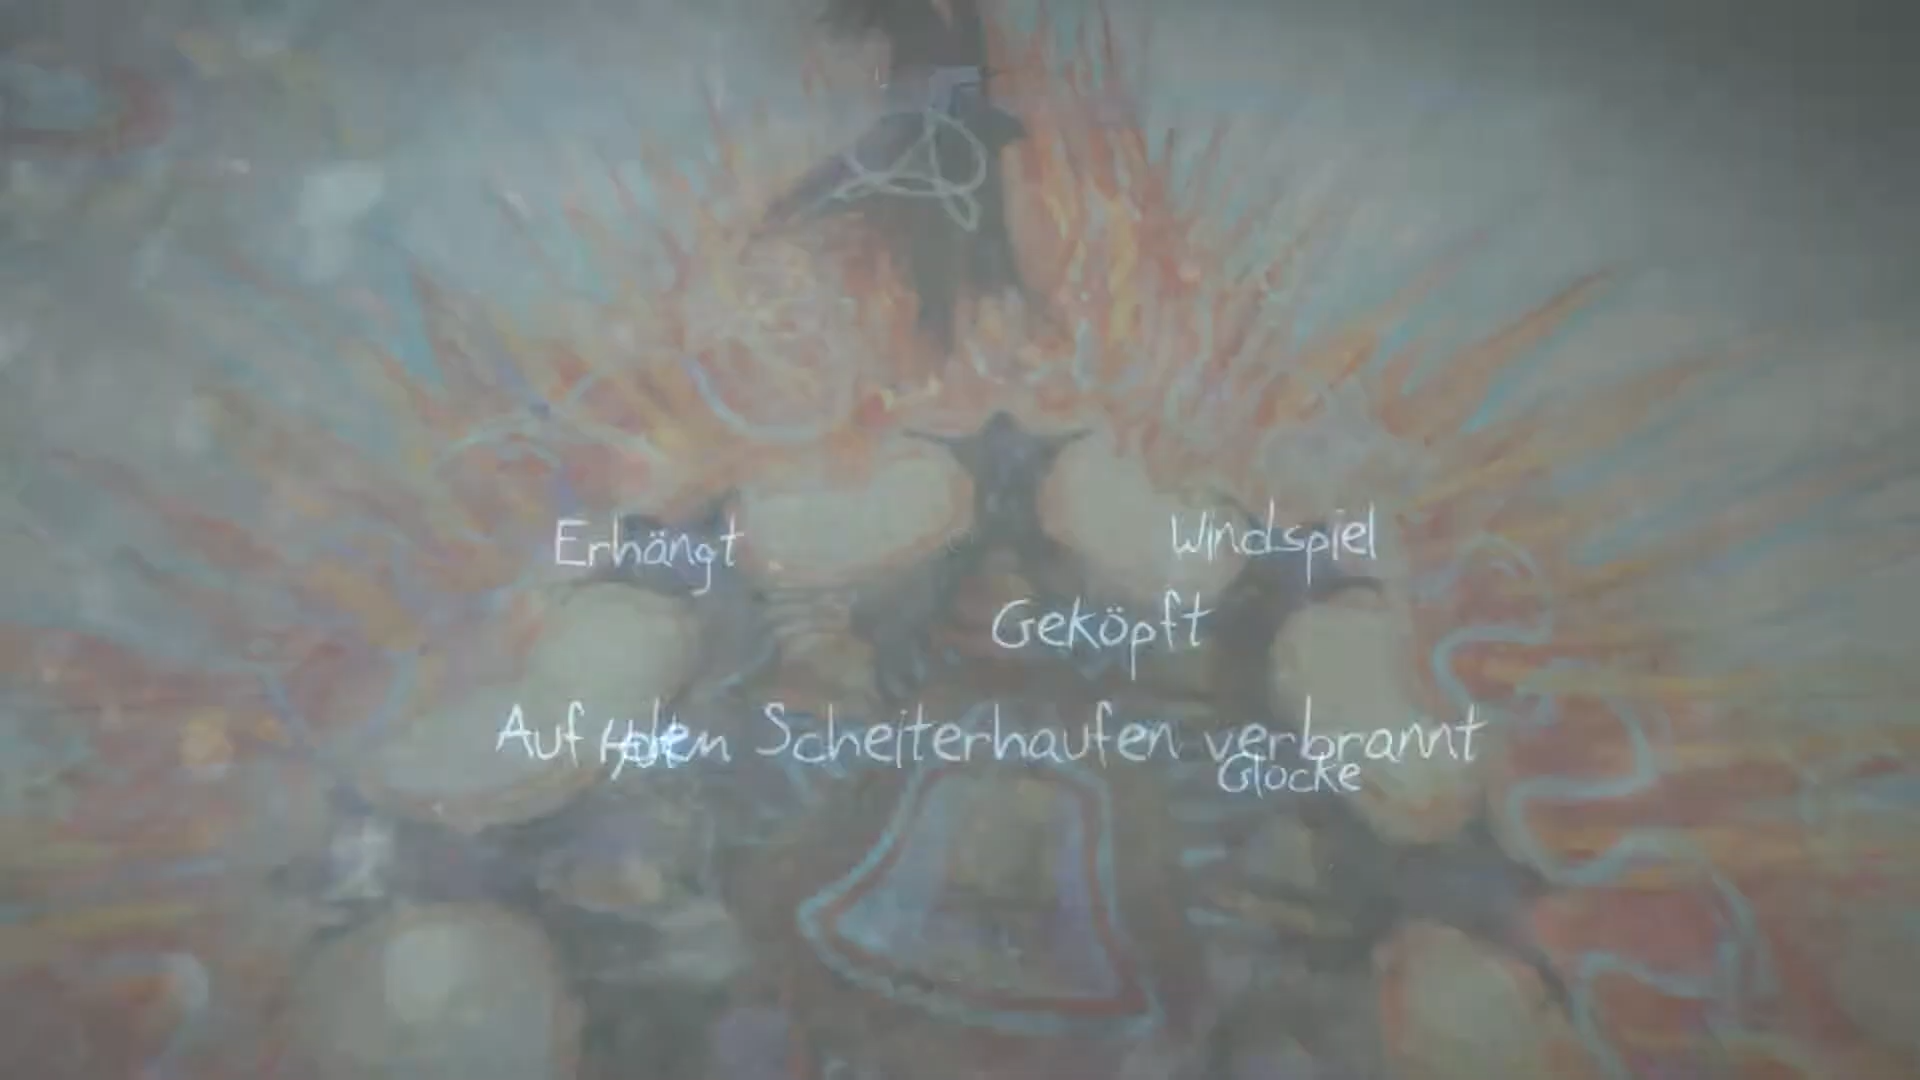 Erhängt
Windspiel
Geköpft
Auf dem Scheiterhaufen verbrannt
Glocke